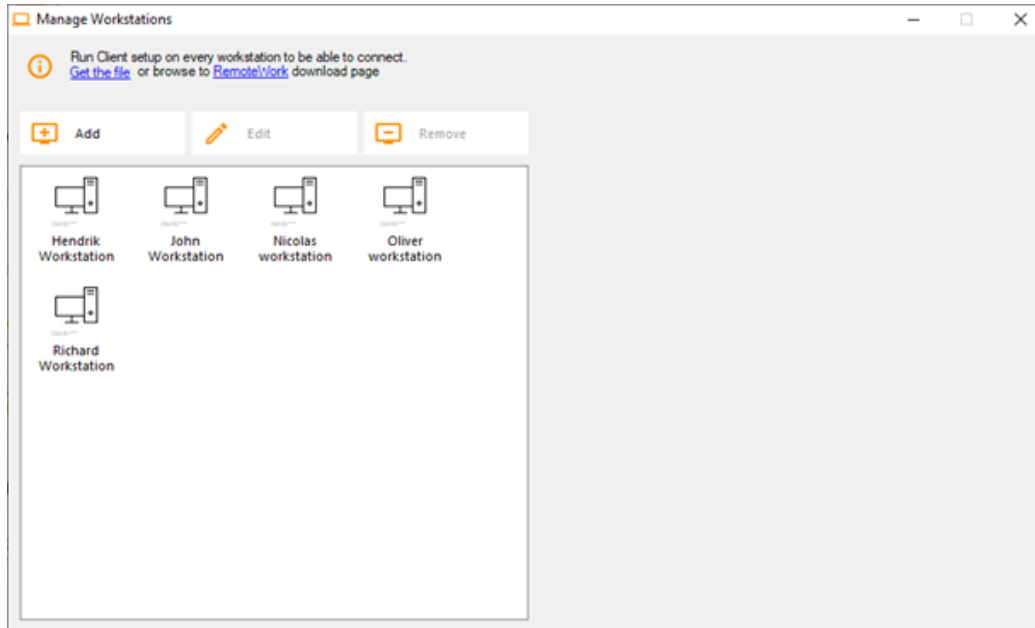 Manage Workstations
Run Client setup on every workstation to be able to connect.
Get the file or browse to RemoteWork download page
Add Edit Remove
Hendrik John Nicolas Oliver
Workstation Workstation workstation workstation
Richard
Workstation